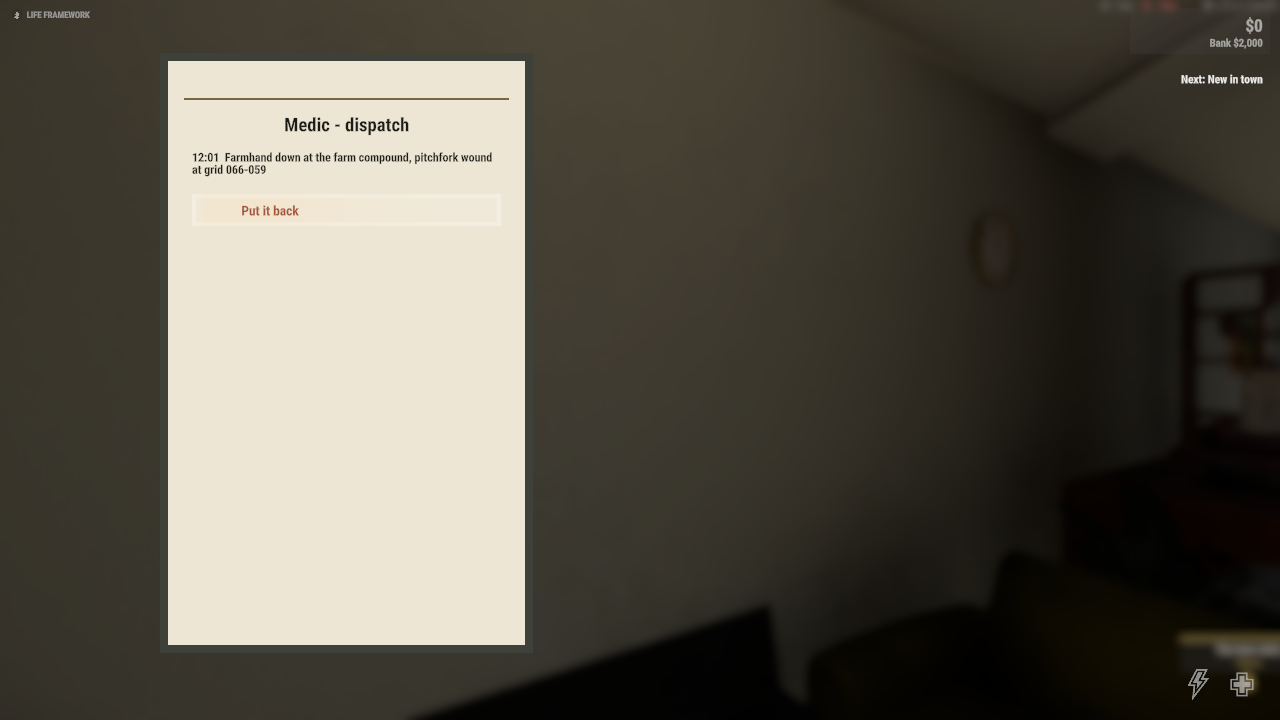 LIFE FRAMEWORK
$0
Bank $2,000
Next: New in town
Medic - dispatch
12:01  Farmhand down at the farm compound, pitchfork wound
at grid 066-059
Put it back